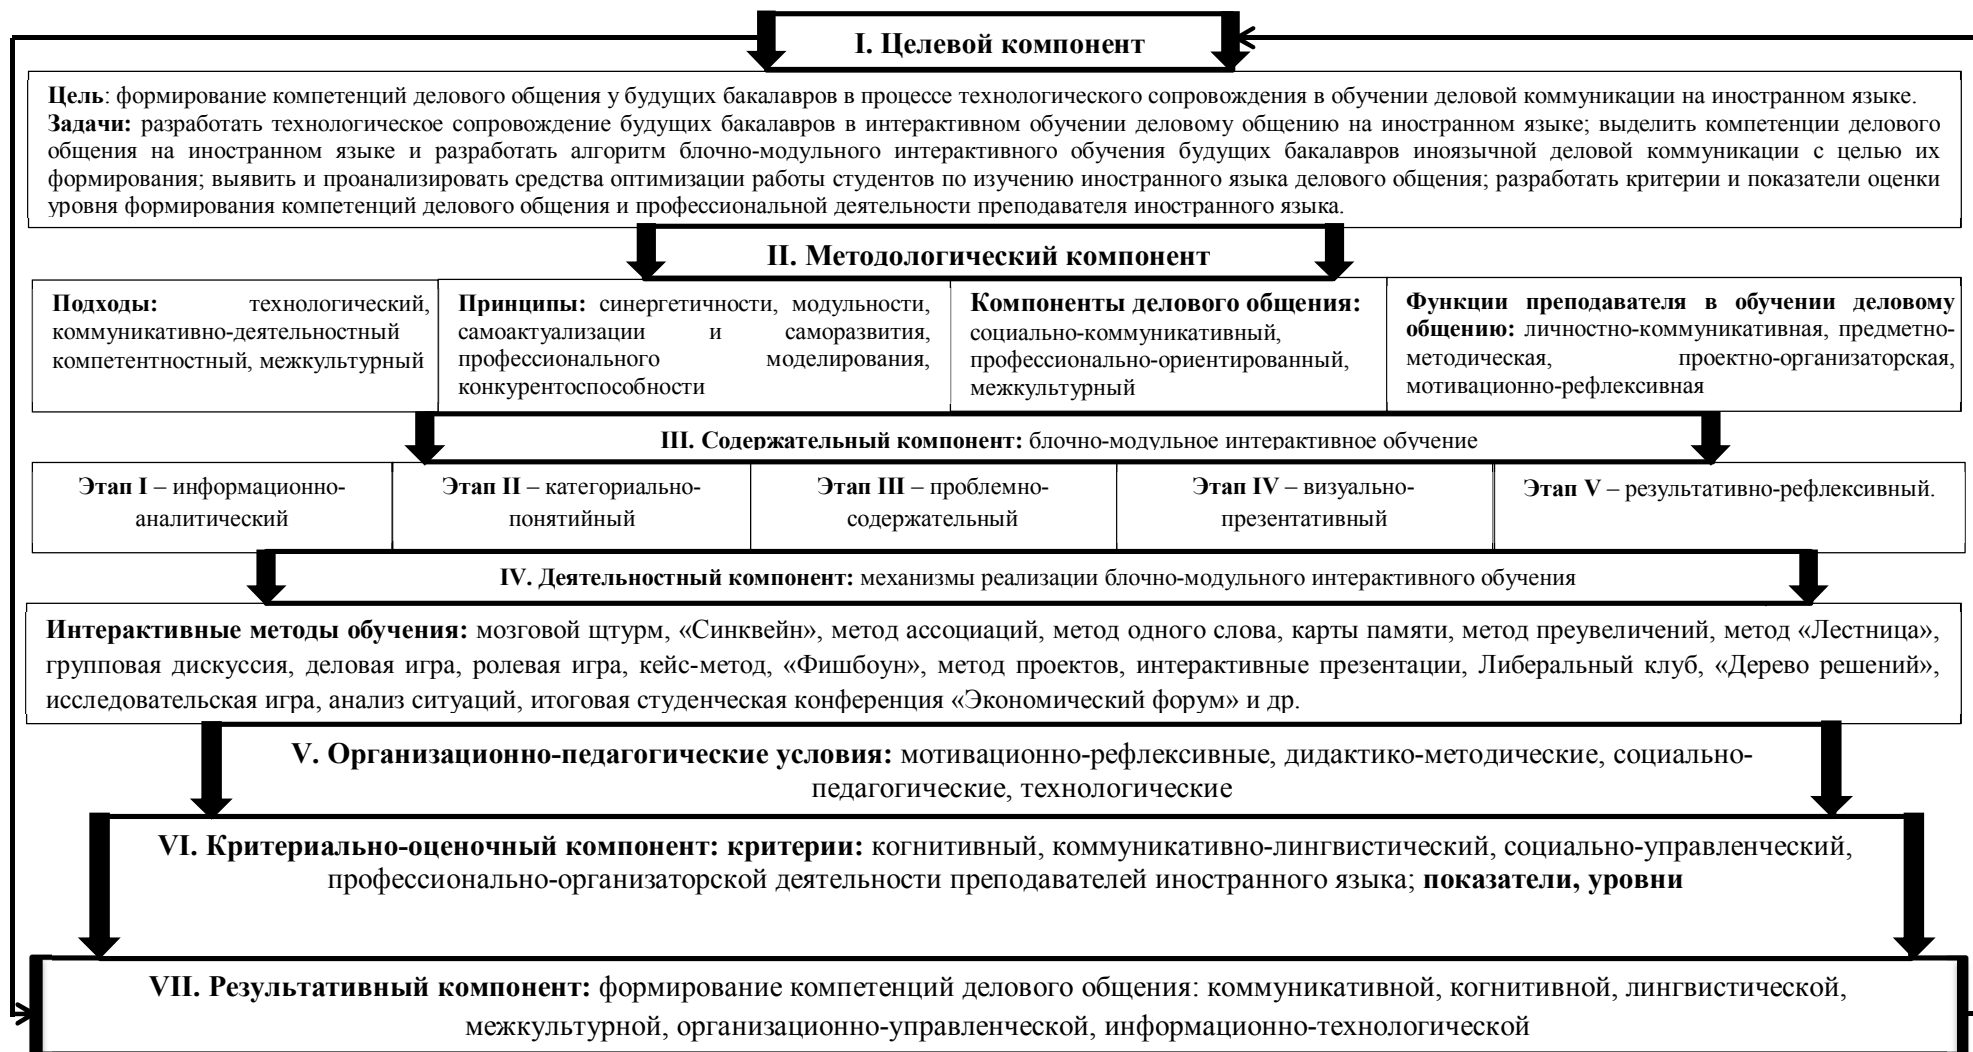 I. Целевой компонент
Цель: формирование компетенций делового общения у будущих бакалавров в процессе технологического сопровождения в обучении деловой коммуникации на иностранном языке.
Задачи: разработать технологическое сопровождение будущих бакалавров в интерактивном обучении деловому общению на иностранном языке; выделить компетенции делового
общения на иностранном языке и разработать алгоритм блочно-модульного интерактивного обучения будущих бакалавров иноязычной деловой коммуникации с целью их
формирования; выявить и проанализировать средства оптимизации работы студентов по изучению иностранного языка делового общения; разработать критерии и показатели оценки
уровня формирования компетенций делового общения и профессиональной деятельности преподавателя иностранного языка.
II. Методологический компонент
Подходы: технологический,
коммуникативно-деятельностный
компетентностный, межкультурный
Принципы: синергетичности, модульности,
самоактуализации и саморазвития,
профессионального моделирования,
конкурентоспособности
Компоненты делового общения:
социально-коммуникативный,
профессионально-ориентированный,
межкультурный
Функции преподавателя в обучении деловому
общению: личностно-коммуникативная, предметно-
методическая, проектно-организаторская,
мотивационно-рефлексивная
III. Содержательный компонент: блочно-модульное интерактивное обучение
Этап I – информационно-
аналитический
Этап II – категориально-
понятийный
Этап III – проблемно-
содержательный
Этап IV – визуально-
презентативный
Этап V – результативно-рефлексивный.
IV. Деятельностный компонент: механизмы реализации блочно-модульного интерактивного обучения
Интерактивные методы обучения: мозговой щтурм, «Синквейн», метод ассоциаций, метод одного слова, карты памяти, метод преувеличений, метод «Лестница»,
групповая дискуссия, деловая игра, ролевая игра, кейс-метод, «Фишбоун», метод проектов, интерактивные презентации, Либеральный клуб, «Дерево решений»,
исследовательская игра, анализ ситуаций, итоговая студенческая конференция «Экономический форум» и др.
V. Организационно-педагогические условия: мотивационно-рефлексивные, дидактико-методические, социально-
педагогические, технологические
VI. Критериально-оценочный компонент: критерии: когнитивный, коммуникативно-лингвистический, социально-управленческий,
профессионально-организаторской деятельности преподавателей иностранного языка; показатели, уровни
VII. Результативный компонент: формирование компетенций делового общения: коммуникативной, когнитивной, лингвистической,
межкультурной, организационно-управленческой, информационно-технологической